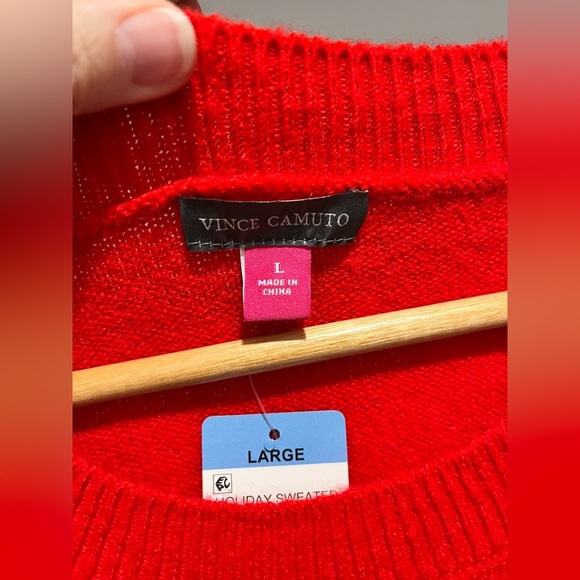 VINCE CAMUTO
L
MADE IN
CHINA
LARGE
HOLIDAY SWEATER